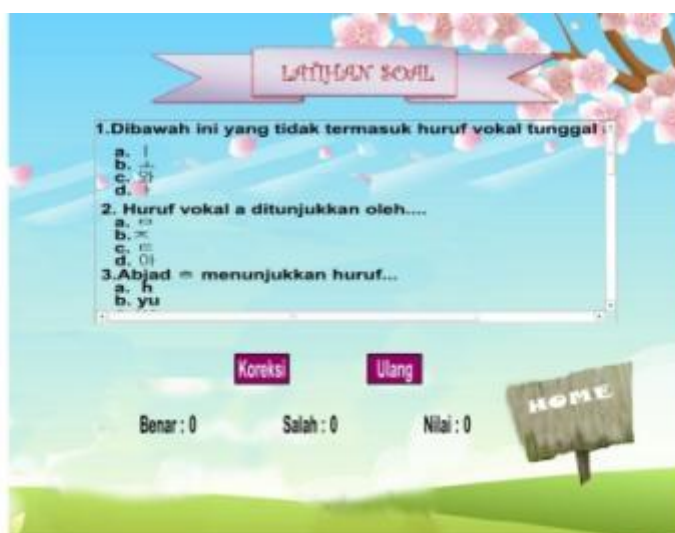 LATIHAN SOAL
1.Dibawah ini yang tidak termasuk huruf vokal tunggal
a. ㅣ
b. ㅗ
c. 와
d. ㅏ
2. Huruf vokal a ditunjukkan oleh....
a. ㅁ
b. ㅈ
c. ㅌ
d. 아
3.Abjad ㅎ menunjukkan huruf...
a. h
b. yu
Koreksi Ulang
Benar : 0 Salah : 0 Nilai : 0
HOME